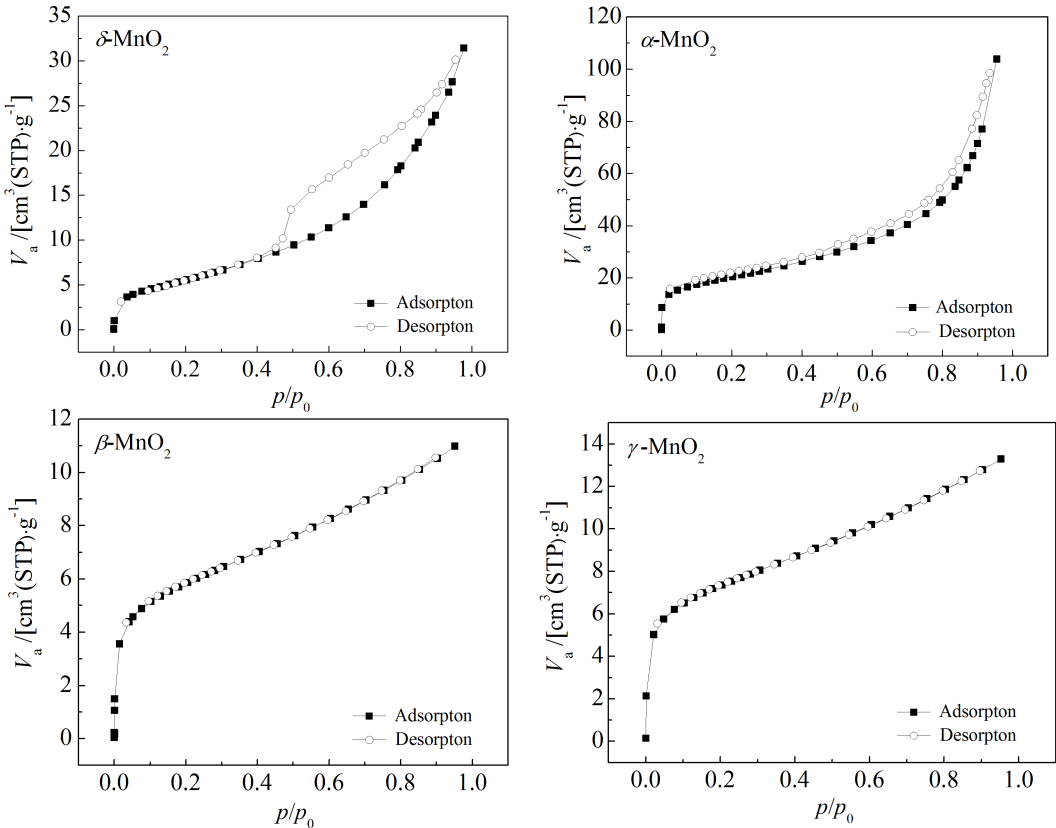 δ-MnO₂
35
30
25
20
15
10
5
0
Vₐ /[cm³(STP)·g⁻¹]
Adsorpton
Desorpton
0.0 0.2 0.4 0.6 0.8 1.0
p/p₀
α-MnO₂
120
100
80
60
40
20
0
Vₐ /[cm³(STP)·g⁻¹]
Adsorpton
Desorpton
0.0 0.2 0.4 0.6 0.8 1.0
p/p₀
β-MnO₂
12
10
8
6
4
2
0
Vₐ /[cm³(STP)·g⁻¹]
Adsorpton
Desorpton
0.0 0.2 0.4 0.6 0.8 1.0
p/p₀
γ-MnO₂
14
12
10
8
6
4
2
0
Vₐ /[cm³(STP)·g⁻¹]
Adsorpton
Desorpton
0.0 0.2 0.4 0.6 0.8 1.0
p/p₀